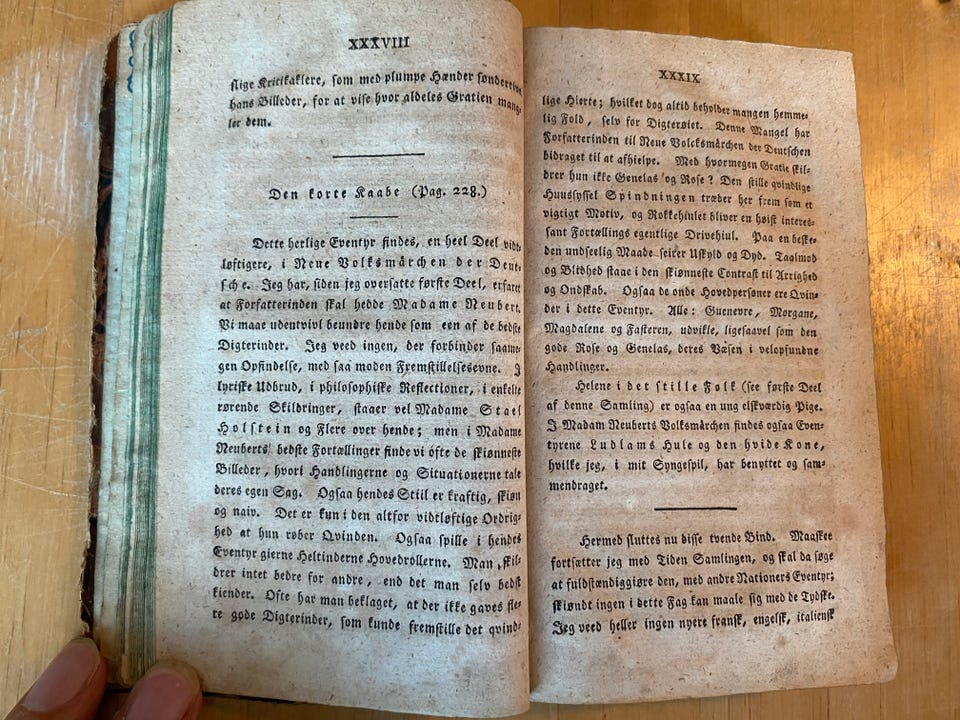 XXXVIII
slige Kritikaklere, som med plumpe Hænder sønderrive
hans Billeder, for at vise hvor aldeles Gratien mang-
ler dem.
Den korte Kaabe (Pag. 228.)
Dette herlige Eventyr findes, en heel Deel vidt-
løftigere, i Neue Volksmårchen der Deut-
sche. Jeg har, siden jeg oversatte første Deel, erfaret
at Forfatterinden skal hedde Madame Neubert.
Vi maae udentvivl beundre hende som een af de bedste
Digterinder. Jeg veed ingen, der forbinder saame-
gen Opfindelse, med saa moden Fremstillelsesevne. I
lyriske Udbrud, i philosophiske Reflectioner, i enkelte
rørende Skildringer, staaer vel Madame Stael
Holstein og Flere over hende; men i Madame
Neuberts bedste Fortællinger finde vi ofte de skiønneste
Billeder, hvori Handlingerne og Situationerne tale
deres egen Sag. Ogsaa hendes Stiil er kraftig, skiøn
og naiv. Det er kun i den altfor vidtløftige Ordrig-
hed at hun røber Qvinden. Ogsaa spille i hendes
Eventyr gierne Heltinderne Hovedrollerne. Man skil-
drer intet bedre for andre, end det man selv bedst
kiender. Ofte har man beklaget, at der ikke gaves fle-
re gode Digterinder, som kunde fremstille det qvind-
XXXIX
lige Hierte; hvilket dog altid beholder mangen hemme-
lig Fold, selv for Digterøiet. Denne Mangel har
Forfatterinden til Neue Volcksmårchen der Deutschen
bidraget til at afhielpe. Med hvormegen Gratie skil-
drer hun ikke Genelas og Rose? Den stille qvindlige
Huussyssel Spindningen træder her frem som et
vigtigt Motiv, og Rokkehiulet bliver en høist interes-
sant Fortællings egentlige Drivehiul. Paa en beske-
den undseelig Maade seirer Uskyld og Dyd. Taalmod
og Blidhed staae i den skiønneste Contrast til Arrighed
og Ondskab. Ogsaa de onde Hovedpersoner ere Qvin-
der i dette Eventyr. Alle: Guenevre, Morgane,
Magdalene og Fasteren, udvikle, ligesaavel som den
gode Rose og Genelas, deres Væsen i velopfundne
Handlinger.
Helene i det stille Folk (see første Deel
af denne Samling) er ogsaa en ung elskværdig Pige.
I Madam Neuberts Volksmårchen findes ogsaa Even-
tyrene Ludlams Hule og den hvide Kone,
hvilke jeg, i mit Syngespil, har benyttet og sam-
mendraget.
Hermed sluttes nu disse tvende Bind. Maaskee
fortsætter jeg med Tiden Samlingen, og skal da søge
at fuldstændiggiøre den, med andre Nationers Eventyr;
skiøndt ingen i dette Fag kan maale sig med de Tydske.
Jeg veed heller ingen nyere fransk, engelsk, italiensk